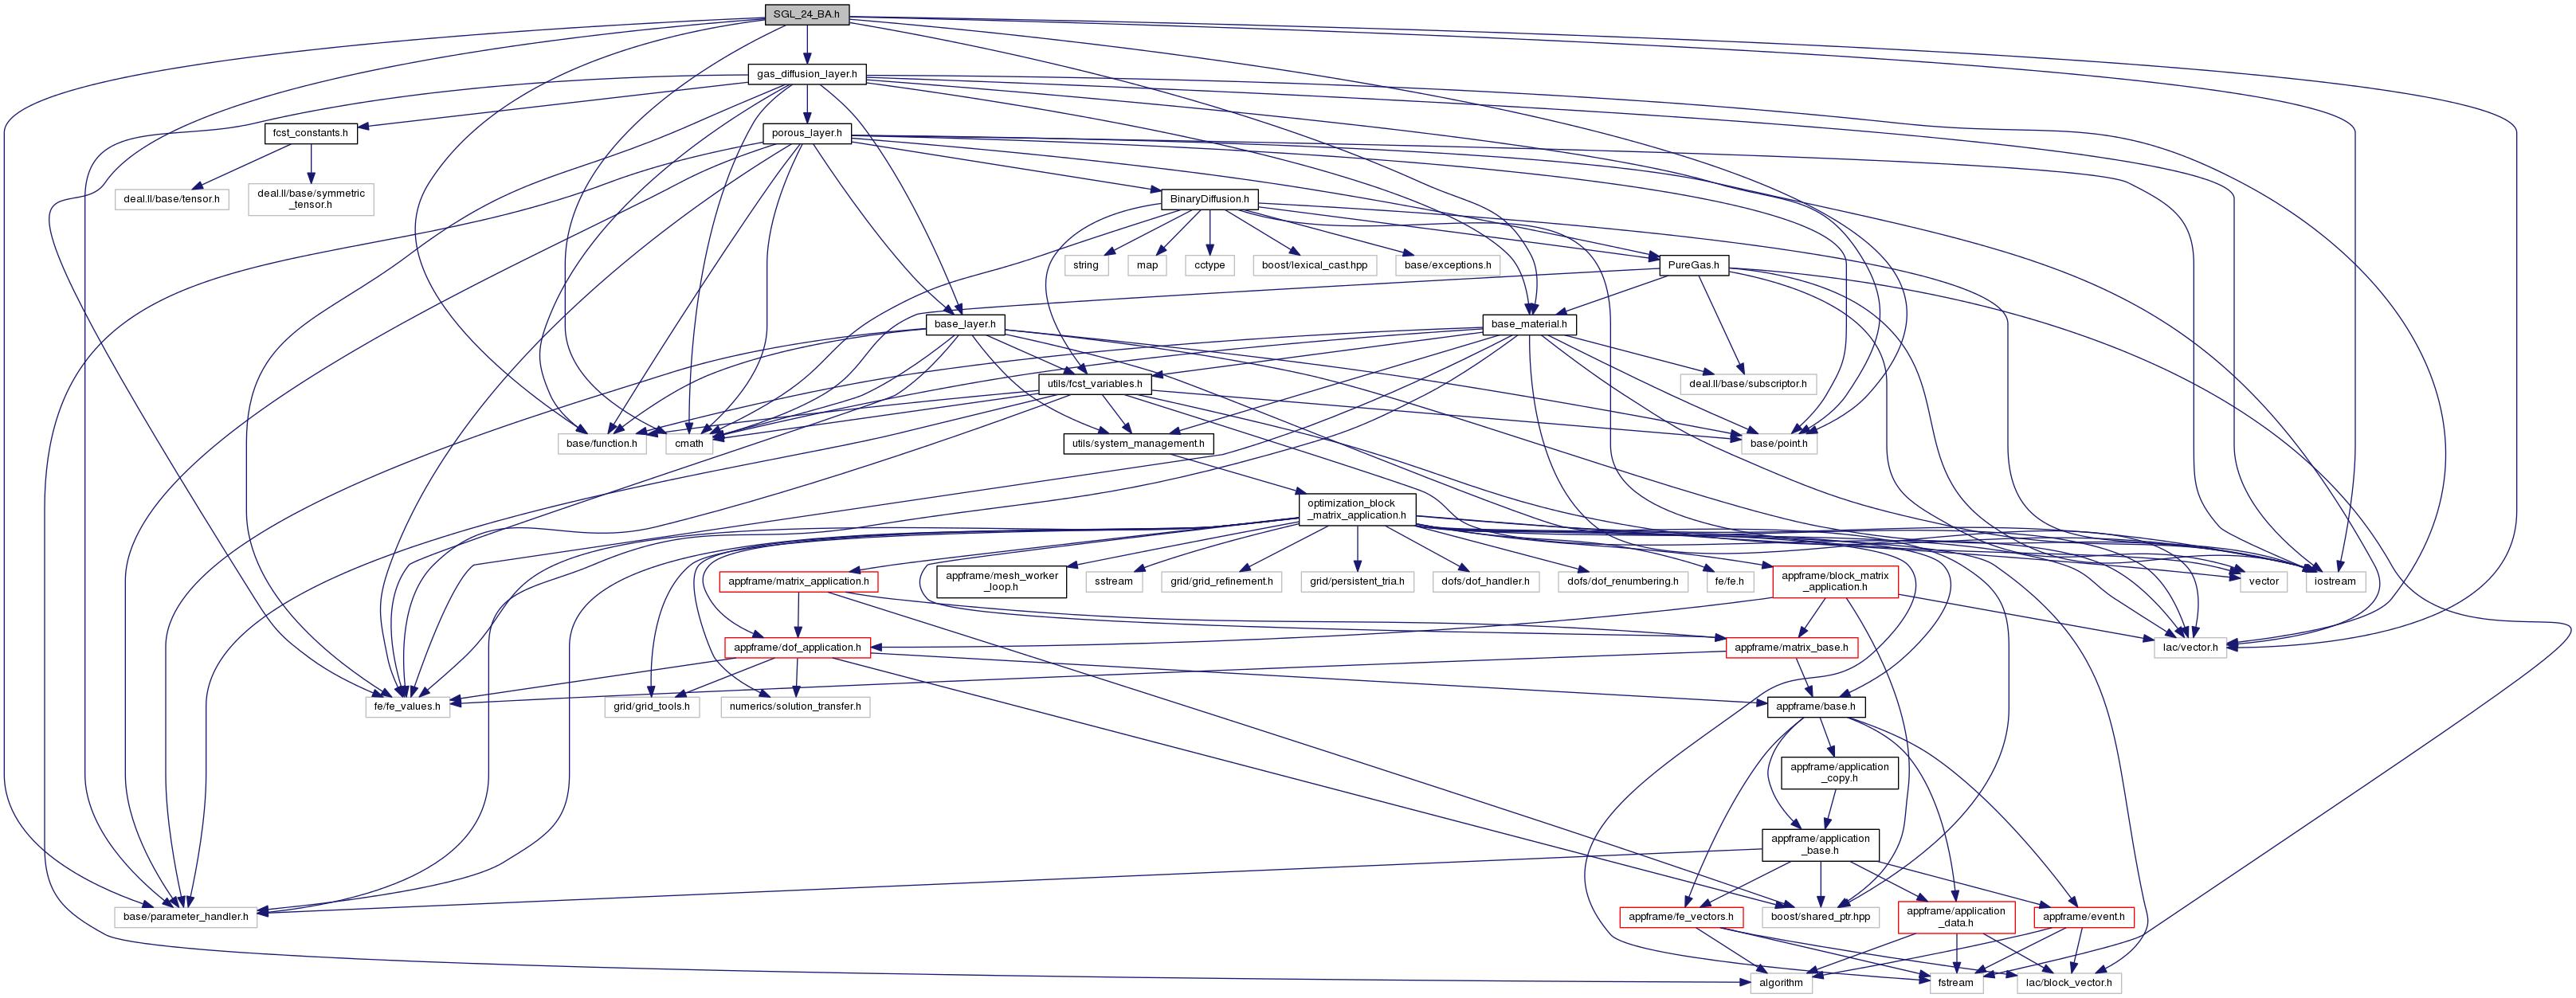 SGL_24_BA.h
gas_diffusion_layer.h
fcst_constants.h
porous_layer.h
deal.II/base/tensor.h
deal.II/base/symmetric
_tensor.h
BinaryDiffusion.h
string
map
cctype
boost/lexical_cast.hpp
base/exceptions.h
PureGas.h
base_layer.h
base_material.h
utils/fcst_variables.h
deal.II/base/subscriptor.h
base/function.h
cmath
utils/system_management.h
base/point.h
optimization_block
_matrix_application.h
appframe/matrix_application.h
appframe/mesh_worker
_loop.h
sstream
grid/grid_refinement.h
grid/persistent_tria.h
dofs/dof_handler.h
dofs/dof_renumbering.h
fe/fe.h
appframe/block_matrix
_application.h
vector
iostream
appframe/dof_application.h
appframe/matrix_base.h
lac/vector.h
fe/fe_values.h
grid/grid_tools.h
numerics/solution_transfer.h
appframe/base.h
appframe/application
_copy.h
appframe/application
_base.h
base/parameter_handler.h
appframe/fe_vectors.h
boost/shared_ptr.hpp
appframe/application
_data.h
appframe/event.h
algorithm
fstream
lac/block_vector.h